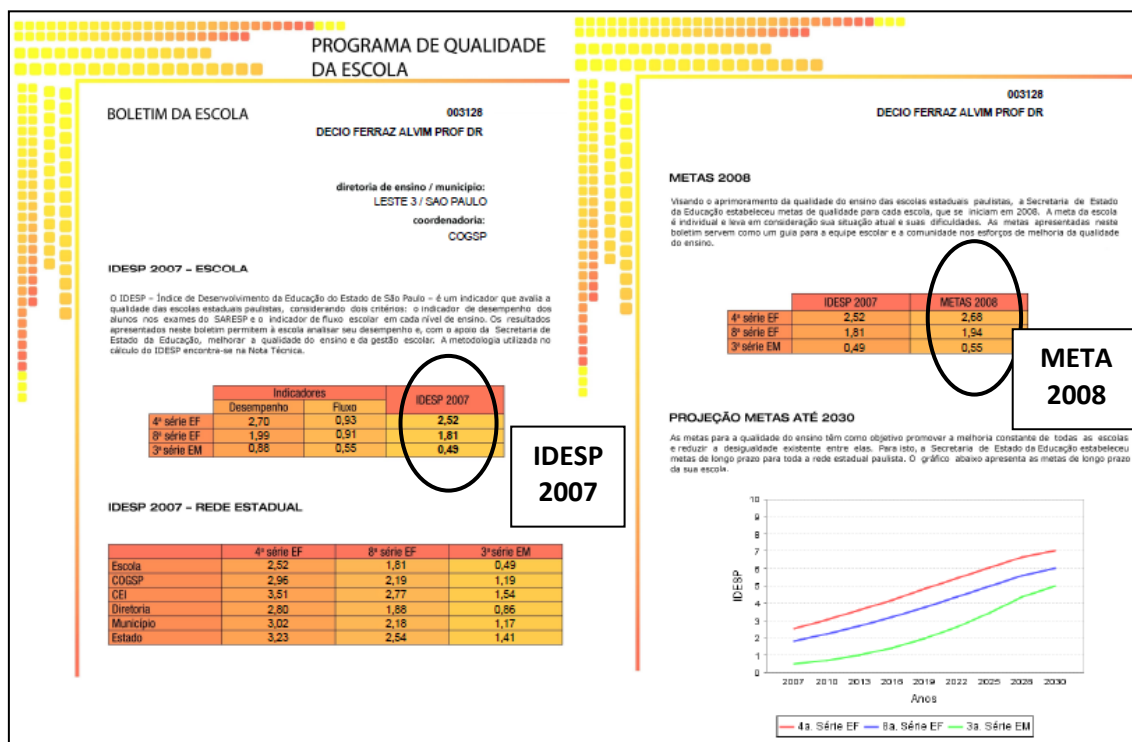 PROGRAMA DE QUALIDADE
DA ESCOLA
BOLETIM DA ESCOLA
003128
DECIO FERRAZ ALVIM PROF DR
diretoria de ensino / município:
LESTE 3 / SAO PAULO
coordenadoria:
COGSP
IDESP 2007 – ESCOLA
O IDESP – Índice de Desenvolvimento da Educação do Estado de São Paulo – é um indicador que avalia a
qualidade das escolas estaduais paulistas, considerando dois critérios: o indicador de desempenho dos
alunos nos exames do SARESP e o indicador de fluxo escolar em cada nível de ensino. Os resultados
apresentados neste boletim permitem à escola analisar seu desempenho e, com o apoio da Secretaria de
Estado da Educação, melhorar a qualidade do ensino e da gestão escolar. A metodologia utilizada no
cálculo do IDESP encontra-se na Nota Técnica.
Indicadores IDESP 2007
Desempenho Fluxo
4ª série EF 2,70 0,93 2,52
8ª série EF 1,99 0,91 1,81
3ª série EM 0,88 0,55 0,49
IDESP
2007
IDESP 2007 – REDE ESTADUAL
4ª série EF 8ª série EF 3ª série EM
Escola 2,52 1,81 0,49
COGSP 2,96 2,19 1,19
CEI 3,51 2,77 1,54
Diretoria 2,80 1,88 0,86
Município 3,02 2,18 1,17
Estado 3,23 2,54 1,41
003128
DECIO FERRAZ ALVIM PROF DR
METAS 2008
Visando o aprimoramento da qualidade do ensino das escolas estaduais paulistas, a Secretaria de Estado
da Educação estabeleceu metas de qualidade para cada escola, que se iniciam em 2008. A meta da escola
é individual e leva em consideração sua situação atual e suas dificuldades. As metas apresentadas neste
boletim servem como um guia para a equipe escolar e a comunidade nos esforços de melhoria da qualidade
do ensino.
IDESP 2007 METAS 2008
4ª série EF 2,52 2,68
8ª série EF 1,81 1,94
3ª série EM 0,49 0,55
META
2008
PROJEÇÃO METAS ATÉ 2030
As metas para a qualidade do ensino têm como objetivo promover a melhoria constante de todas as escolas
e reduzir a desigualdade existente entre elas. Para isto, a Secretaria de Estado da Educação estabeleceu
metas de longo prazo para toda a rede estadual paulista. O gráfico abaixo apresenta as metas de longo prazo
da sua escola.
10
9
8
7
6
5
4
3
2
1
0
IDESP
2007 2010 2013 2016 2019 2022 2025 2028 2030
Anos
4a. Série EF 8a. Série EF 3a. Série EM